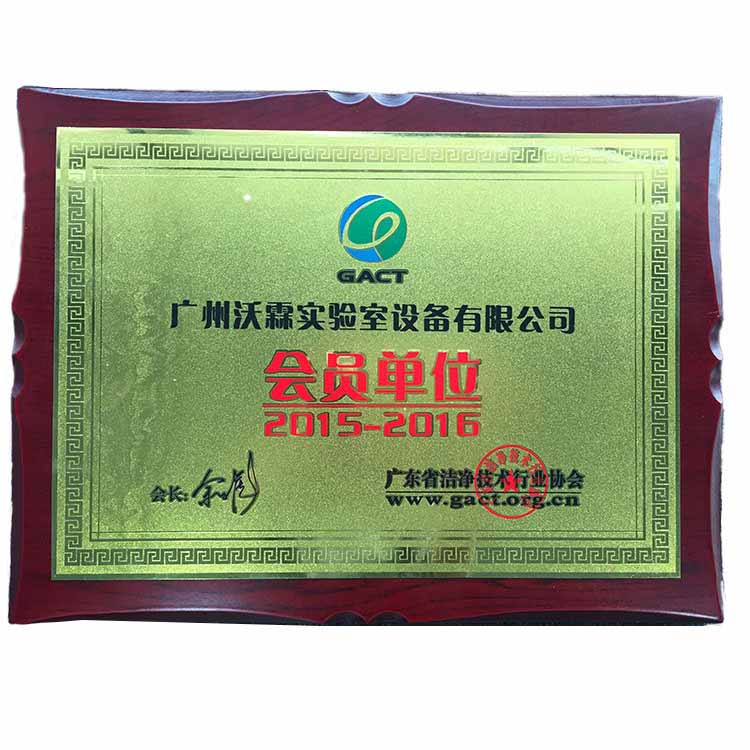 GACT
广州沃霖实验室设备有限公司
会员单位
2015-2016
会长:
广东省洁净技术行业协会
www.gact.org.cn